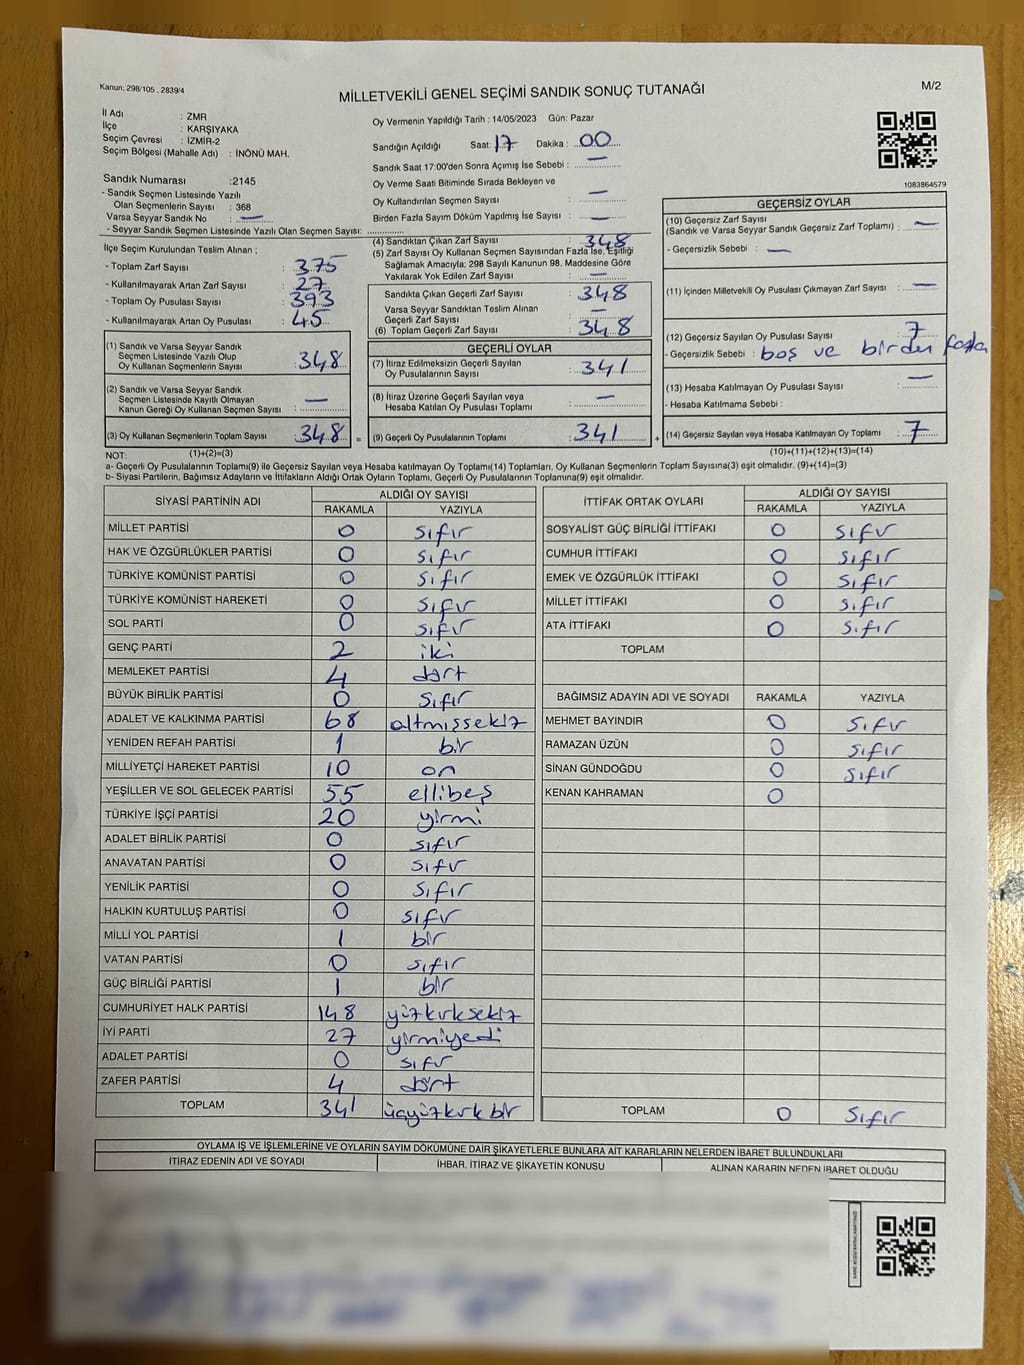 Kanun; 298/105 . 2839/4
M/2
MİLLETVEKİLİ GENEL SEÇİMİ SANDIK SONUÇ TUTANAĞI
İl Adı : ZMR
İlçe : KARŞIYAKA
Seçim Çevresi : İZMİR-2
Seçim Bölgesi (Mahalle Adı) : İNÖNÜ MAH.
Sandık Numarası :2145
- Sandık Seçmen Listesinde Yazılı
Olan Seçmenlerin Sayısı : 368
Varsa Seyyar Sandık No : —
- Seyyar Sandık Seçmen Listesinde Yazılı Olan Seçmen Sayısı: ..............
Oy Vermenin Yapıldığı Tarih : 14/05/2023 Gün: Pazar
Sandığın Açıldığı Saat: 17 Dakika : 00
Sandık Saat 17:00'den Sonra Açımış İse Sebebi : —
Oy Verme Saati Bitiminde Sırada Bekleyen ve
Oy Kullandırılan Seçmen Sayısı : —
Birden Fazla Sayım Döküm Yapılmış İse Sayısı : —
1083864579
İlçe Seçim Kurulundan Teslim Alınan ;
- Toplam Zarf Sayısı : 375
- Kullanılmayarak Artan Zarf Sayısı : 27
- Toplam Oy Pusulası Sayısı : 393
- Kullanılmayarak Artan Oy Pusulası : 45
(1) Sandık ve Varsa Seyyar Sandık
Seçmen Listesinde Yazılı Olup
Oy Kullanan Seçmenlerin Sayısı : 348
(2) Sandık ve Varsa Seyyar Sandık
Seçmen Listesinde Kayıtlı Olmayan
Kanun Gereği Oy Kullanan Seçmen Sayısı : —
(3) Oy Kullanan Seçmenlerin Toplam Sayısı : 348 =
(1)+(2)=(3)
(4) Sandıktan Çıkan Zarf Sayısı : 348
(5) Zarf Sayısı Oy Kullanan Seçmen Sayısından Fazla İse, Eşitliği
Sağlamak Amacıyla; 298 Sayılı Kanunun 98. Maddesine Göre
Yakılarak Yok Edilen Zarf Sayısı : —
Sandıkta Çıkan Geçerli Zarf Sayısı : 348
Varsa Seyyar Sandıktan Teslim Alınan
Geçerli Zarf Sayısı : —
(6) Toplam Geçerli Zarf Sayısı : 348
GEÇERLİ OYLAR
(7) İtiraz Edilmeksizin Geçerli Sayılan
Oy Pusulalarının Sayısı : 341
(8) İtiraz Üzerine Geçerli Sayılan veya
Hesaba Katılan Oy Pusulası Toplamı : —
(9) Geçerli Oy Pusulalarının Toplamı : 341 +
GEÇERSİZ OYLAR
(10) Geçersiz Zarf Sayısı
(Sandık ve Varsa Seyyar Sandık Geçersiz Zarf Toplamı) : —
- Geçersizlik Sebebi : —
(11) İçinden Milletvekili Oy Pusulası Çıkmayan Zarf Sayısı : —
(12) Geçersiz Sayılan Oy Pusulası Sayısı : 7
- Geçersizlik Sebebi : boş ve birden fazla
(13) Hesaba Katılmayan Oy Pusulası Sayısı : —
- Hesaba Katılmama Sebebi :
(14) Geçersiz Sayılan veya Hesaba Katılmayan Oy Toplamı : 7
(10)+(11)+(12)+(13)=(14)
NOT:
a- Geçerli Oy Pusulalarının Toplamı(9) ile Geçersiz Sayılan veya Hesaba katılmayan Oy Toplamı(14) Toplamları, Oy Kullanan Seçmenlerin Toplam Sayısına(3) eşit olmalıdır. (9)+(14)=(3)
b- Siyasi Partilerin, Bağımsız Adayların ve İttifakların Aldığı Ortak Oyların Toplamı, Geçerli Oy Pusulalarının Toplamına(9) eşit olmalıdır.
SİYASİ PARTİNİN ADI ALDIĞI OY SAYISI
RAKAMLA YAZIYLA
MİLLET PARTİSİ 0 sıfır
HAK VE ÖZGÜRLÜKLER PARTİSİ 0 sıfır
TÜRKİYE KOMÜNİST PARTİSİ 0 sıfır
TÜRKİYE KOMÜNİST HAREKETİ 0 sıfır
SOL PARTİ 0 sıfır
GENÇ PARTİ 2 iki
MEMLEKET PARTİSİ 4 dört
BÜYÜK BİRLİK PARTİSİ 0 sıfır
ADALET VE KALKINMA PARTİSİ 68 altmışsekiz
YENİDEN REFAH PARTİSİ 1 bir
MİLLİYETÇİ HAREKET PARTİSİ 10 on
YEŞİLLER VE SOL GELECEK PARTİSİ 55 ellibeş
TÜRKİYE İŞÇİ PARTİSİ 20 yirmi
ADALET BİRLİK PARTİSİ 0 sıfır
ANAVATAN PARTİSİ 0 sıfır
YENİLİK PARTİSİ 0 sıfır
HALKIN KURTULUŞ PARTİSİ 0 sıfır
MİLLİ YOL PARTİSİ 1 bir
VATAN PARTİSİ 0 sıfır
GÜÇ BİRLİĞİ PARTİSİ 1 bir
CUMHURİYET HALK PARTİSİ 148 yüzkırksekiz
İYİ PARTİ 27 yirmiyedi
ADALET PARTİSİ 0 sıfır
ZAFER PARTİSİ 4 dört
TOPLAM 341 üçyüzkırkbir
İTTİFAK ORTAK OYLARI ALDIĞI OY SAYISI
RAKAMLA YAZIYLA
SOSYALİST GÜÇ BİRLİĞİ İTTİFAKI 0 sıfır
CUMHUR İTTİFAKI 0 sıfır
EMEK VE ÖZGÜRLÜK İTTİFAKI 0 sıfır
MİLLET İTTİFAKI 0 sıfır
ATA İTTİFAKI 0 sıfır
TOPLAM
BAĞIMSIZ ADAYIN ADI VE SOYADI RAKAMLA YAZIYLA
MEHMET BAYINDIR 0 sıfır
RAMAZAN ÜZÜN 0 sıfır
SİNAN GÜNDOĞDU 0 sıfır
KENAN KAHRAMAN 0
TOPLAM 0 sıfır
OYLAMA İŞ VE İŞLEMLERİNE VE OYLARIN SAYIM DÖKÜMÜNE DAİR ŞİKAYETLERLE BUNLARA AİT KARARLARIN NELERDEN İBARET BULUNDUKLARI
İTİRAZ EDENİN ADI VE SOYADI İHBAR, İTİRAZ VE ŞİKAYETİN KONUSU ALINAN KARARIN NEDEN İBARET OLDUĞU